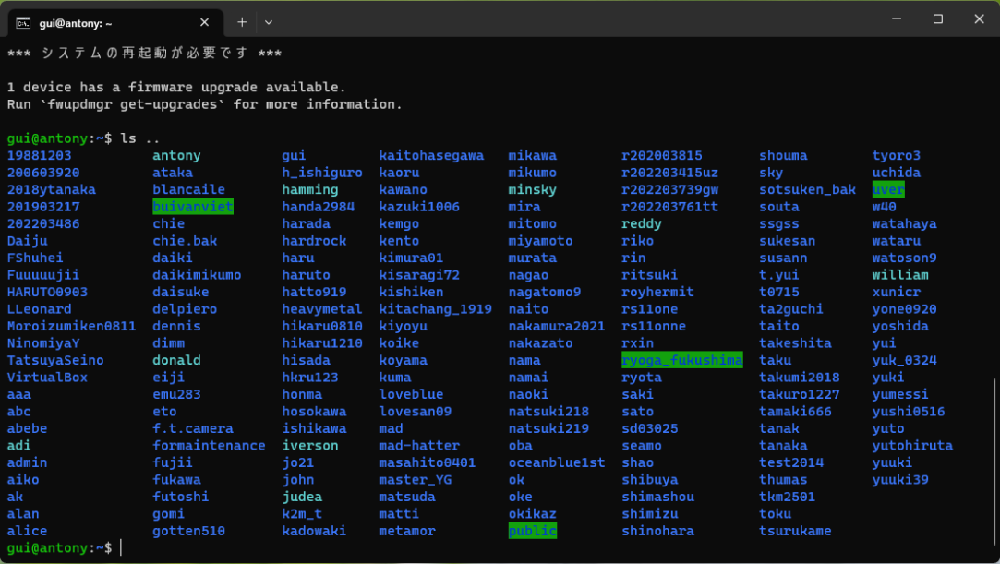 gui@antony: ~
*** システムの再起動が必要です ***
1 device has a firmware upgrade available.
Run `fwupdmgr get-upgrades` for more information.
gui@antony:~$ ls ..
19881203 antony gui kaitohasegawa mikawa r202003815 shouma tyoro3
200603920 ataka h_ishiguro kaoru mikumo r202203415uz sky uchida
2018ytanaka blancaile hamming kawano minsky r202203739gw sotsuken_bak uver
201903217 buivanviet handa2984 kazuki1006 mira r202203761tt souta w40
202203486 chie harada kemgo mitomo reddy ssgss watahaya
Daiju chie.bak hardrock kento miyamoto riko sukesan wataru
FShuhei daiki haru kimura01 murata rin susann watoson9
Fuuuuujii daikimikumo haruto kisaragi72 nagao ritsuki t.yui william
HARUTO0903 daisuke hatto919 kishiken nagatomo9 royhermit t0715 xunicr
LLeonard delpiero heavymetal kitachang_1919 naito rs11one ta2guchi yone0920
Moroizumiken0811 dennis hikaru0810 kiyoyu nakamura2021 rs11onne taito yoshida
NinomiyaY dimm hikaru1210 koike nakazato rxin takeshita yui
TatsuyaSeino donald hisada koyama nama ryoga_fukushima taku yuk_0324
VirtualBox eiji hkru123 kuma namai ryota takumi2018 yuki
aaa emu283 honma loveblue naoki saki takuro1227 yumessi
abc eto hosokawa lovesan09 natsuki218 sato tamaki666 yushi0516
abebe f.t.camera ishikawa mad natsuki219 sd03025 tanak yuto
adi formaintenance iverson mad-hatter oba seamo tanaka yutohiruta
admin fujii jo21 masahito0401 oceanblue1st shao test2014 yuuki
aiko fukawa john master_YG ok shibuya thumas yuuki39
ak futoshi judea matsuda oke shimashou tkm2501
alan gomi k2m_t matti okikaz shimizu toku
alice gotten510 kadowaki metamor public shinohara tsurukame
gui@antony:~$